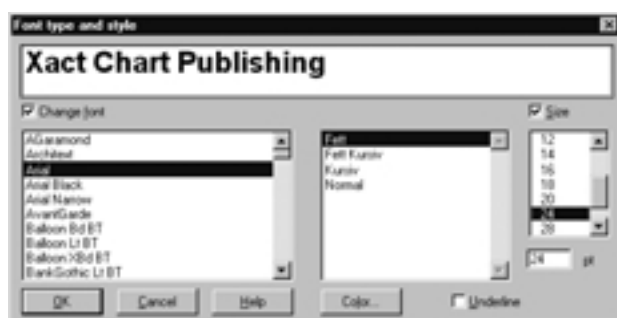 Font type and style
Xact Chart Publishing
Change font
Size
AGaramond
Architext
Arial
Arial Black
Arial Narrow
AvantGarde
Balloon Bd BT
Balloon Lt BT
Balloon XBd BT
BankGothic Lt BT
Fett
Fett Kursiv
Kursiv
Normal
12
14
16
18
20
24
28
24 pt
OK
Cancel
Help
Color...
Underline